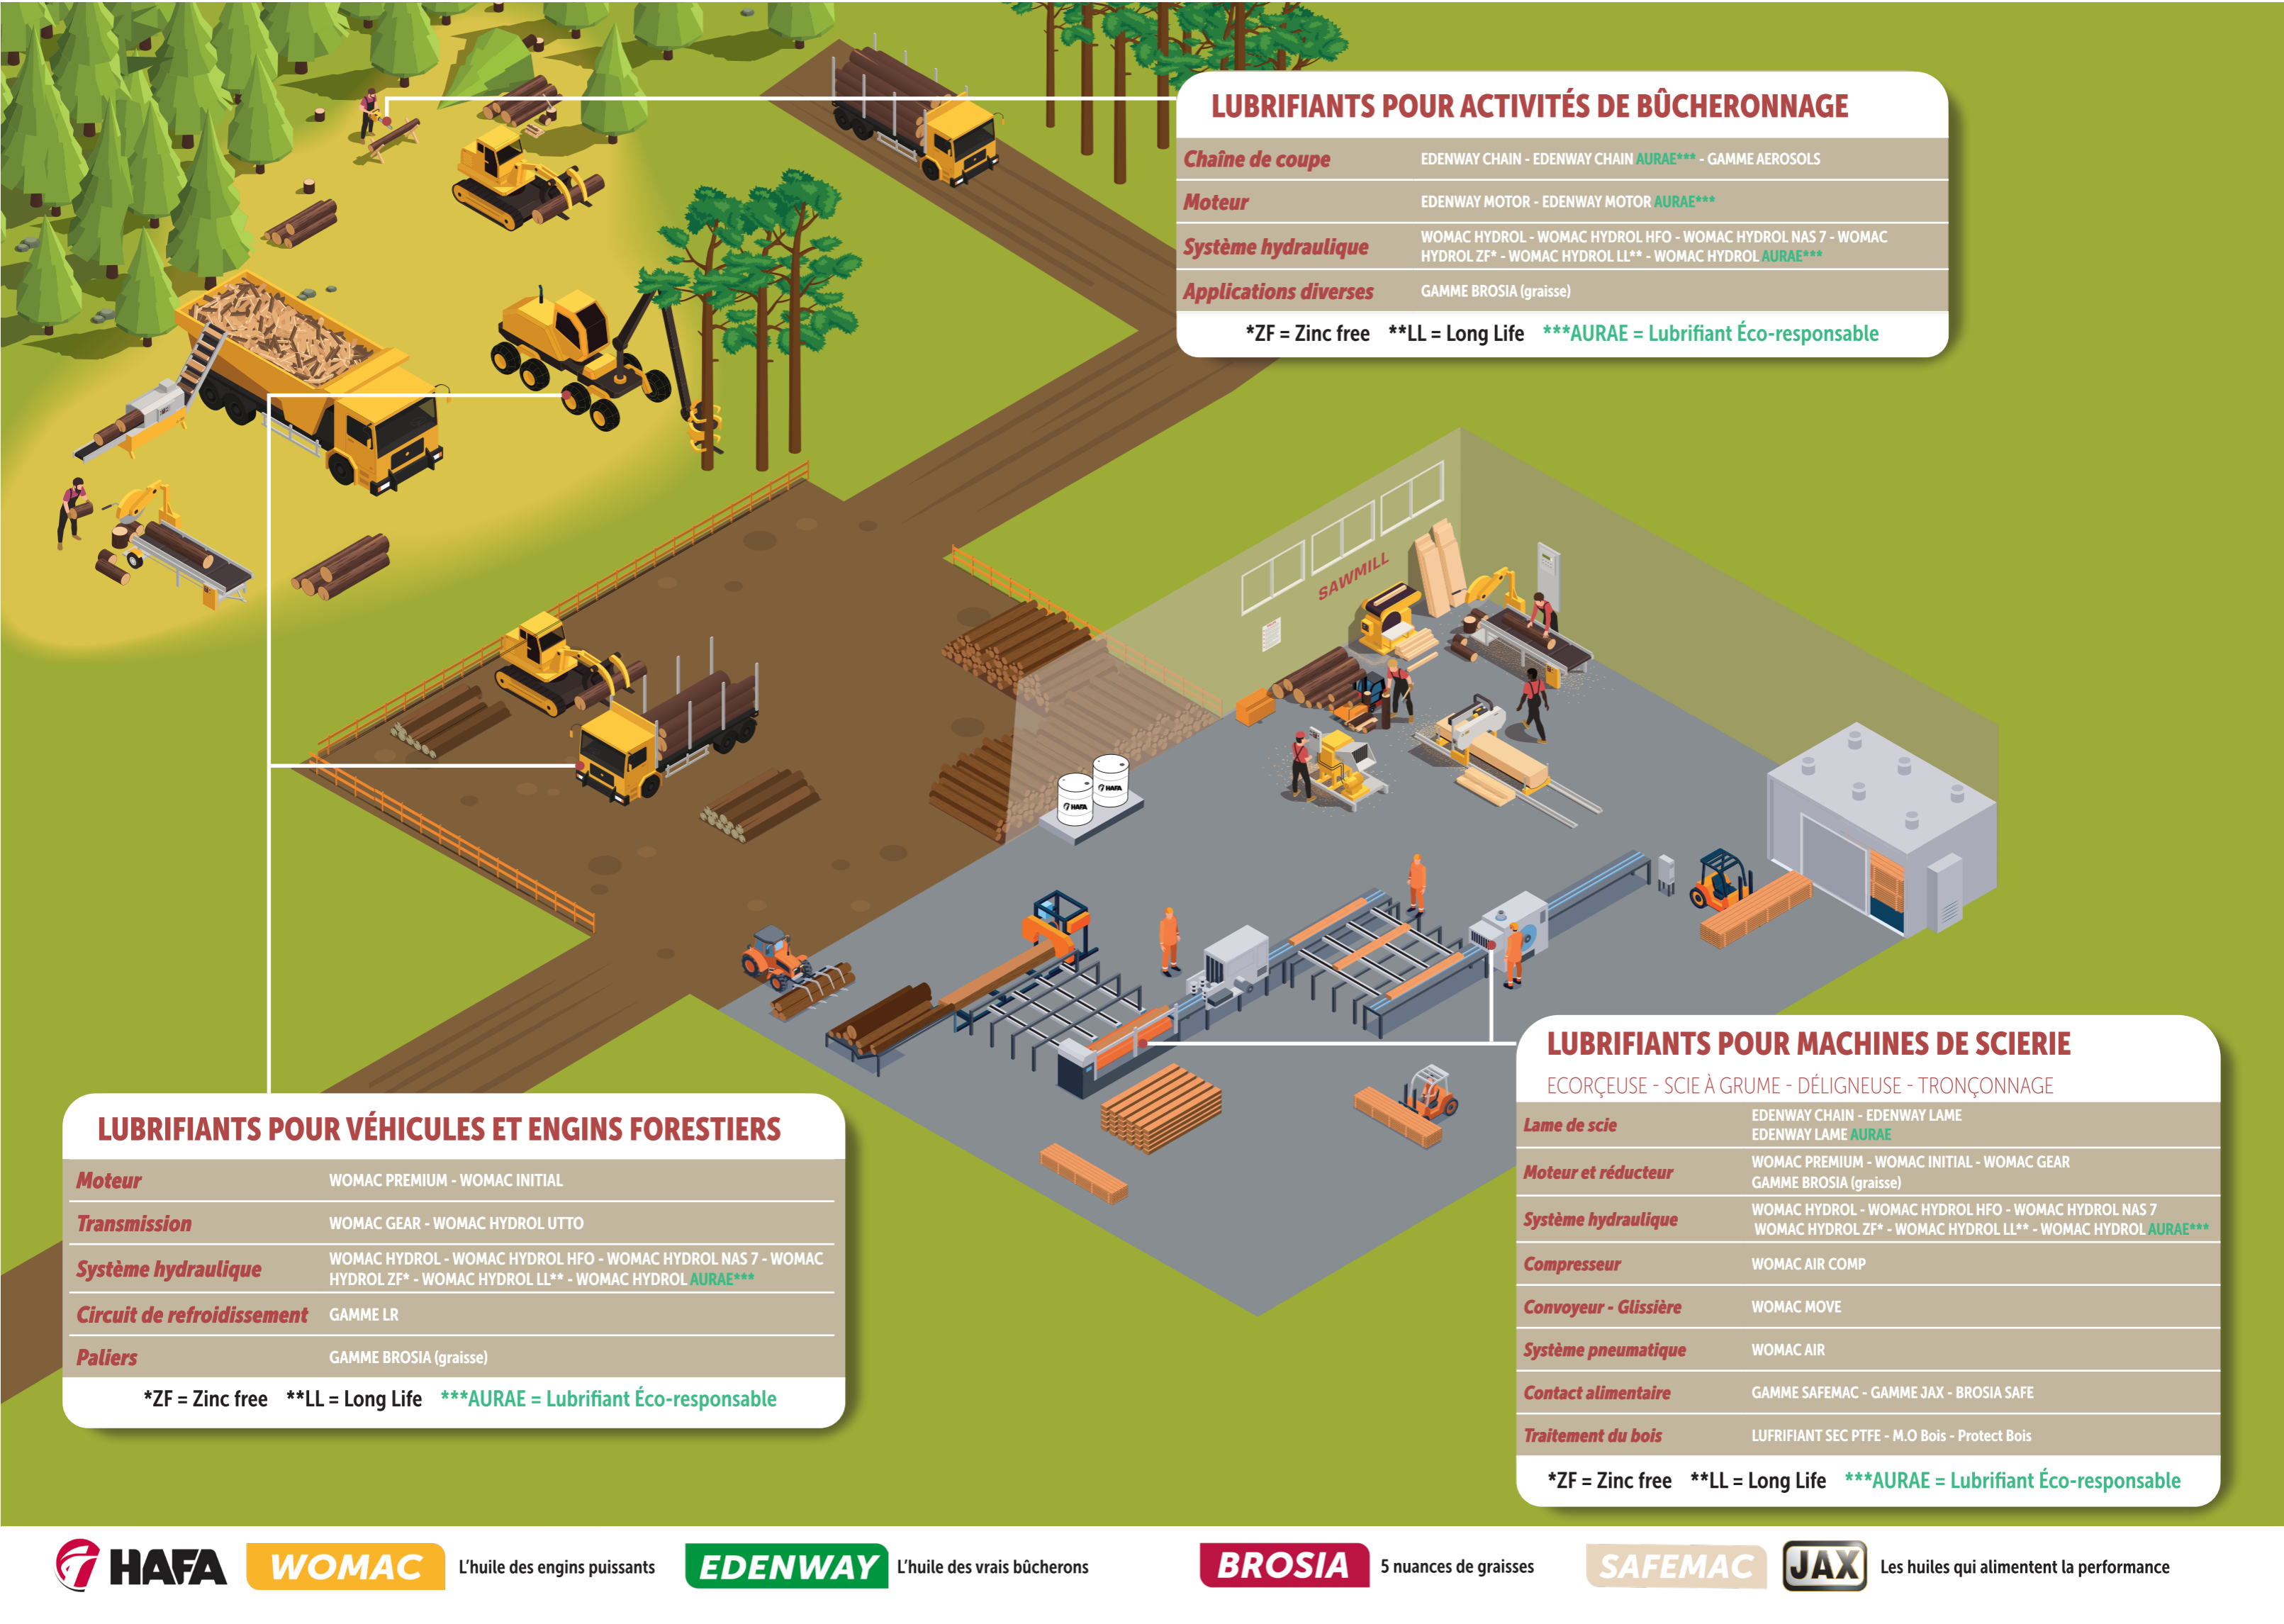 LUBRIFIANTS POUR ACTIVITÉS DE BÛCHERONNAGE
Chaîne de coupe EDENWAY CHAIN - EDENWAY CHAIN AURAE*** - GAMME AEROSOLS
Moteur EDENWAY MOTOR - EDENWAY MOTOR AURAE***
Système hydraulique WOMAC HYDROL - WOMAC HYDROL HFO - WOMAC HYDROL NAS 7 - WOMAC
HYDROL ZF* - WOMAC HYDROL LL** - WOMAC HYDROL AURAE***
Applications diverses GAMME BROSIA (graisse)
*ZF = Zinc free **LL = Long Life ***AURAE = Lubrifiant Éco-responsable
SAWMILL
HAFA
HAFA
LUBRIFIANTS POUR VÉHICULES ET ENGINS FORESTIERS
Moteur WOMAC PREMIUM - WOMAC INITIAL
Transmission WOMAC GEAR - WOMAC HYDROL UTTO
Système hydraulique WOMAC HYDROL - WOMAC HYDROL HFO - WOMAC HYDROL NAS 7 - WOMAC
HYDROL ZF* - WOMAC HYDROL LL** - WOMAC HYDROL AURAE***
Circuit de refroidissement GAMME LR
Paliers GAMME BROSIA (graisse)
*ZF = Zinc free **LL = Long Life ***AURAE = Lubrifiant Éco-responsable
LUBRIFIANTS POUR MACHINES DE SCIERIE
ECORÇEUSE - SCIE À GRUME - DÉLIGNEUSE - TRONÇONNAGE
Lame de scie EDENWAY CHAIN - EDENWAY LAME
EDENWAY LAME AURAE
Moteur et réducteur WOMAC PREMIUM - WOMAC INITIAL - WOMAC GEAR
GAMME BROSIA (graisse)
Système hydraulique WOMAC HYDROL - WOMAC HYDROL HFO - WOMAC HYDROL NAS 7
WOMAC HYDROL ZF* - WOMAC HYDROL LL** - WOMAC HYDROL AURAE***
Compresseur WOMAC AIR COMP
Convoyeur - Glissière WOMAC MOVE
Système pneumatique WOMAC AIR
Contact alimentaire GAMME SAFEMAC - GAMME JAX - BROSIA SAFE
Traitement du bois LUFRIFIANT SEC PTFE - M.O Bois - Protect Bois
*ZF = Zinc free **LL = Long Life ***AURAE = Lubrifiant Éco-responsable
HAFA WOMAC L'huile des engins puissants EDENWAY L'huile des vrais bûcherons BROSIA 5 nuances de graisses SAFEMAC JAX Les huiles qui alimentent la performance